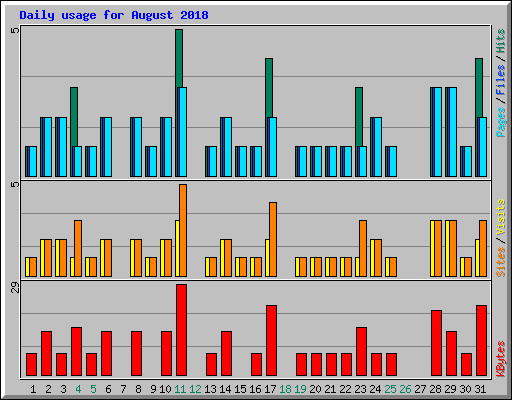 Daily usage for August 2018
5
Pages / Files / Hits
5
Sites / Visits
29
KBytes
1 2 3 4 5 6 7 8 9 10 11 12 13 14 15 16 17 18 19 20 21 22 23 24 25 26 27 28 29 30 31